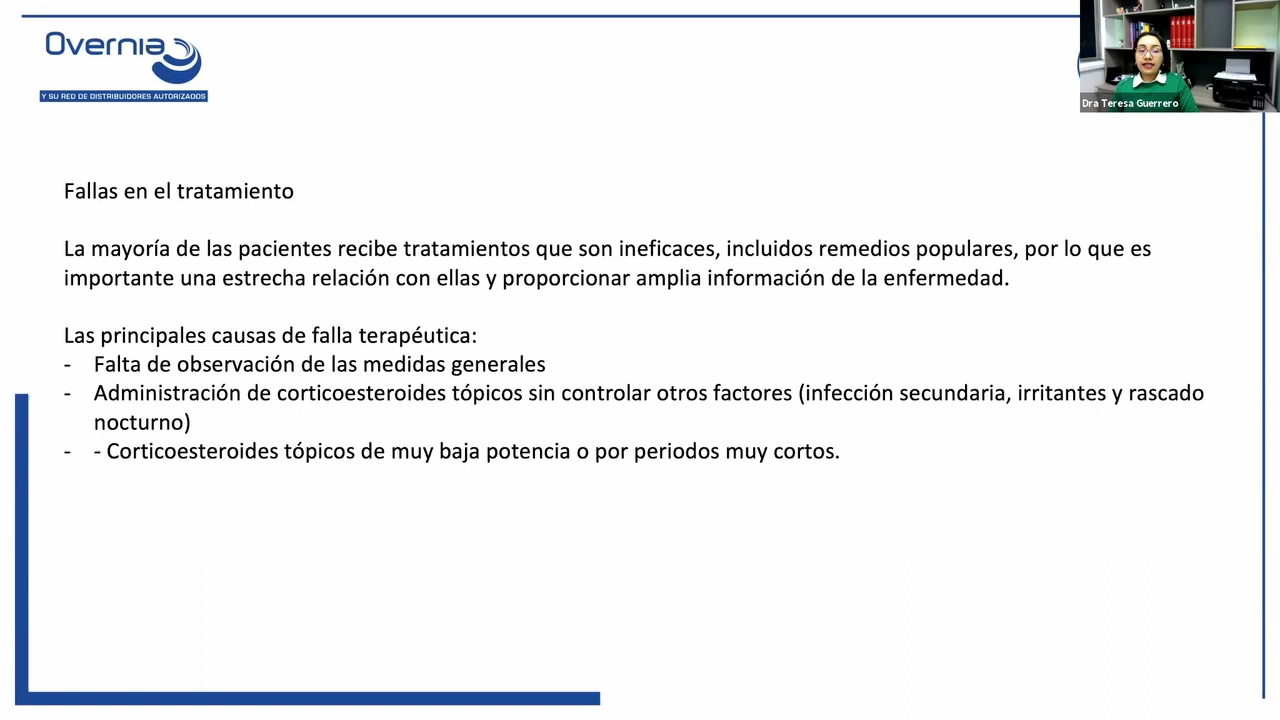 Overnia
Y SU RED DE DISTRIBUIDORES AUTORIZADOS
Dra Teresa Guerrero
Fallas en el tratamiento
La mayoría de las pacientes recibe tratamientos que son ineficaces, incluidos remedios populares, por lo que es
importante una estrecha relación con ellas y proporcionar amplia información de la enfermedad.
Las principales causas de falla terapéutica:
- Falta de observación de las medidas generales
- Administración de corticoesteroides tópicos sin controlar otros factores (infección secundaria, irritantes y rascado
nocturno)
- - Corticoesteroides tópicos de muy baja potencia o por periodos muy cortos.